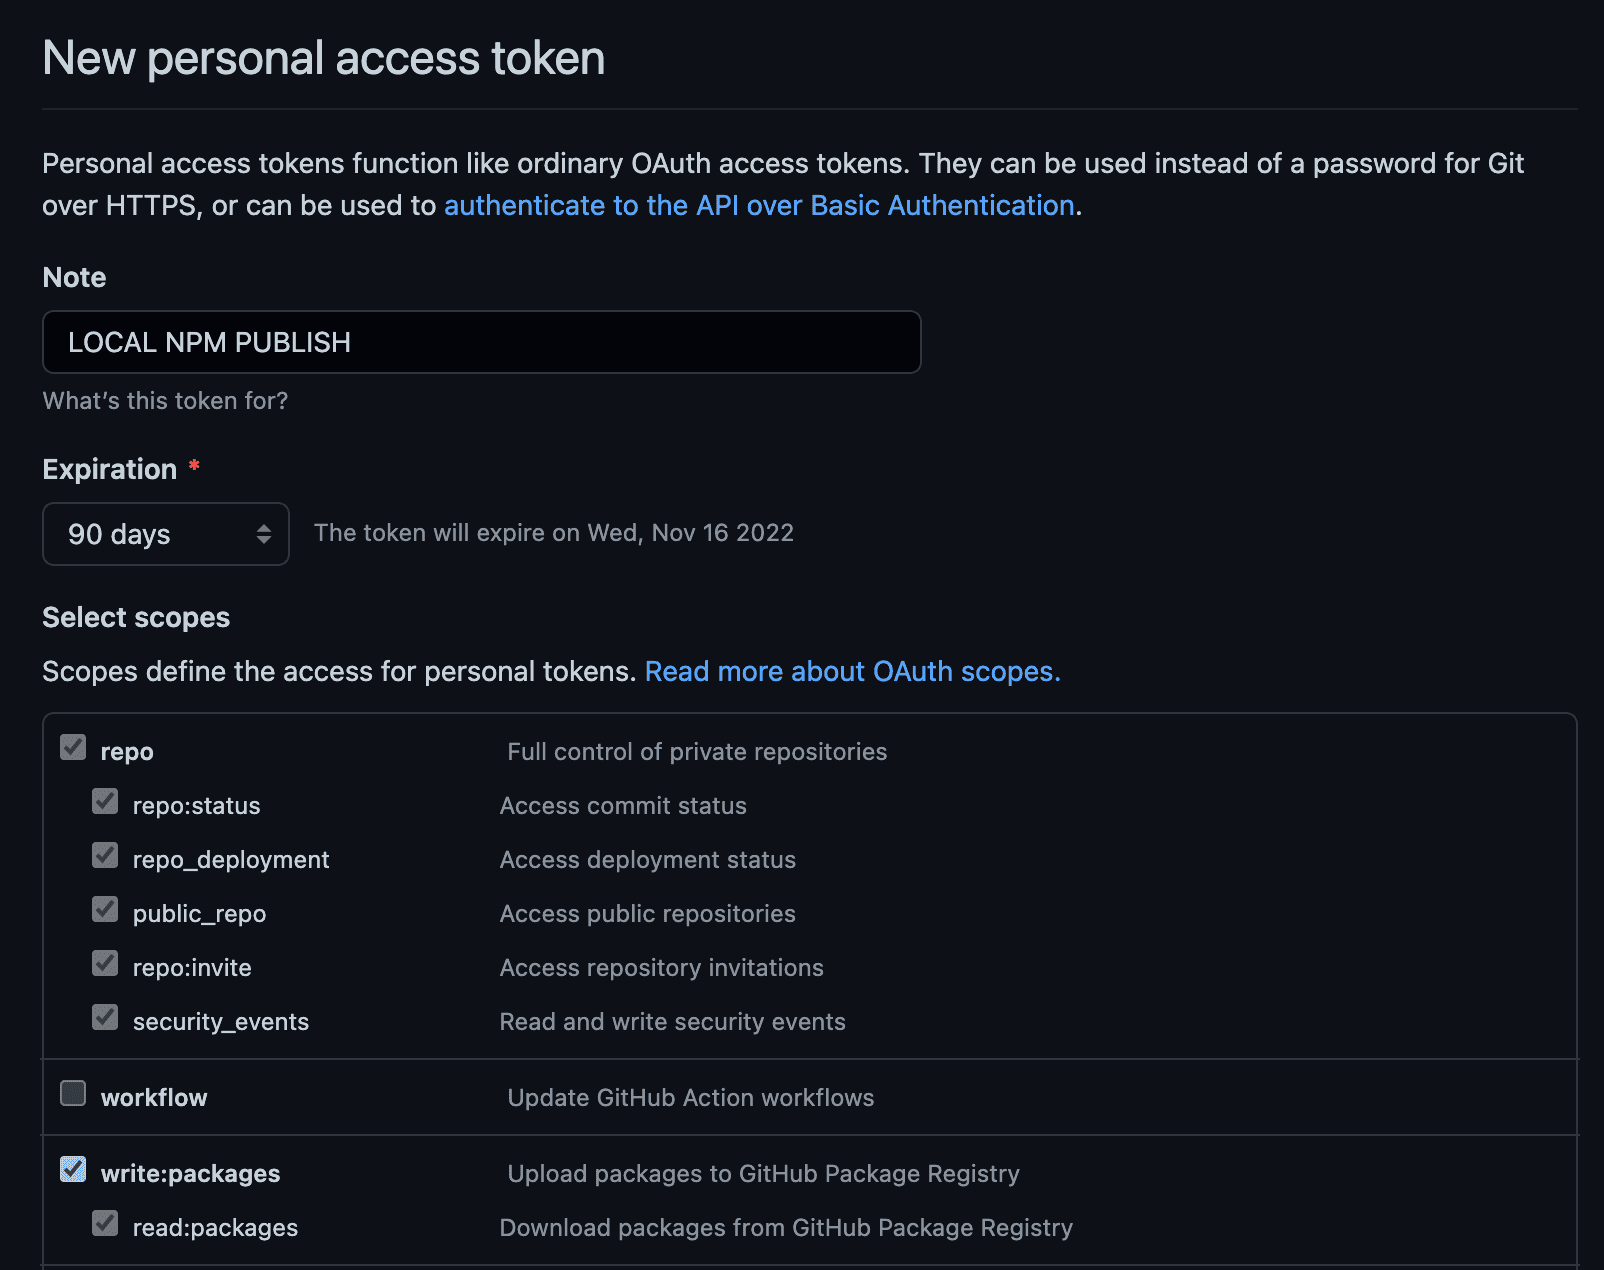 New personal access token
Personal access tokens function like ordinary OAuth access tokens. They can be used instead of a password for Git
over HTTPS, or can be used to authenticate to the API over Basic Authentication.
Note
LOCAL NPM PUBLISH
What's this token for?
Expiration *
90 days The token will expire on Wed, Nov 16 2022
Select scopes
Scopes define the access for personal tokens. Read more about OAuth scopes.
repo Full control of private repositories
repo:status Access commit status
repo_deployment Access deployment status
public_repo Access public repositories
repo:invite Access repository invitations
security_events Read and write security events
workflow Update GitHub Action workflows
write:packages Upload packages to GitHub Package Registry
read:packages Download packages from GitHub Package Registry